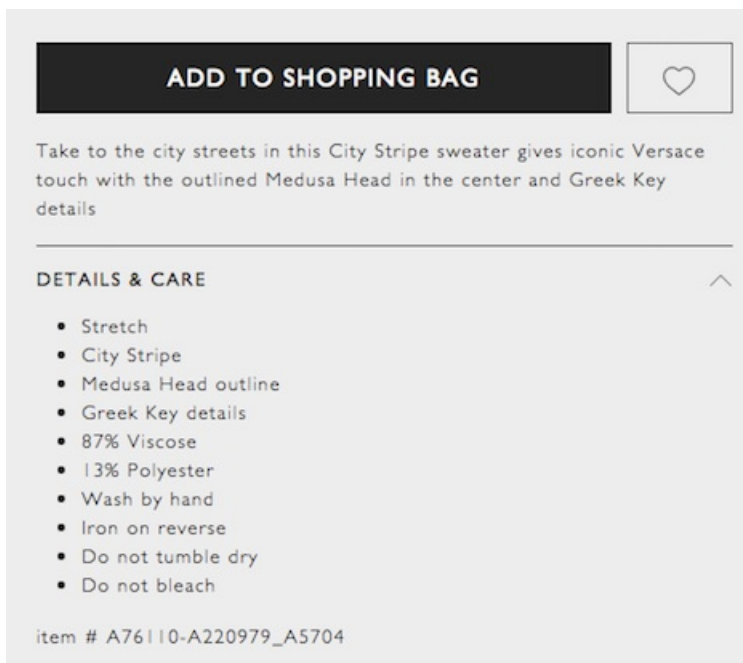 ADD TO SHOPPING BAG
Take to the city streets in this City Stripe sweater gives iconic Versace
touch with the outlined Medusa Head in the center and Greek Key
details
DETAILS & CARE
• Stretch
• City Stripe
• Medusa Head outline
• Greek Key details
• 87% Viscose
• 13% Polyester
• Wash by hand
• Iron on reverse
• Do not tumble dry
• Do not bleach
item # A76110-A220979_A5704